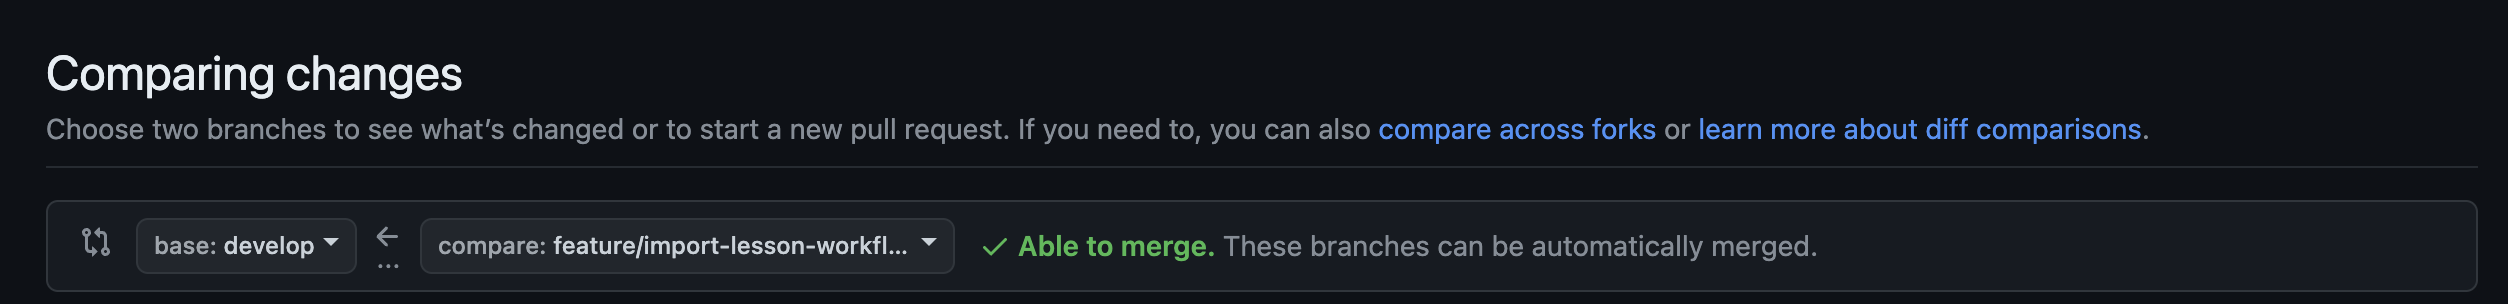 Comparing changes
Choose two branches to see what’s changed or to start a new pull request. If you need to, you can also compare across forks or learn more about diff comparisons.
base: develop ← ... compare: feature/import-lesson-workfl... ✓ Able to merge. These branches can be automatically merged.